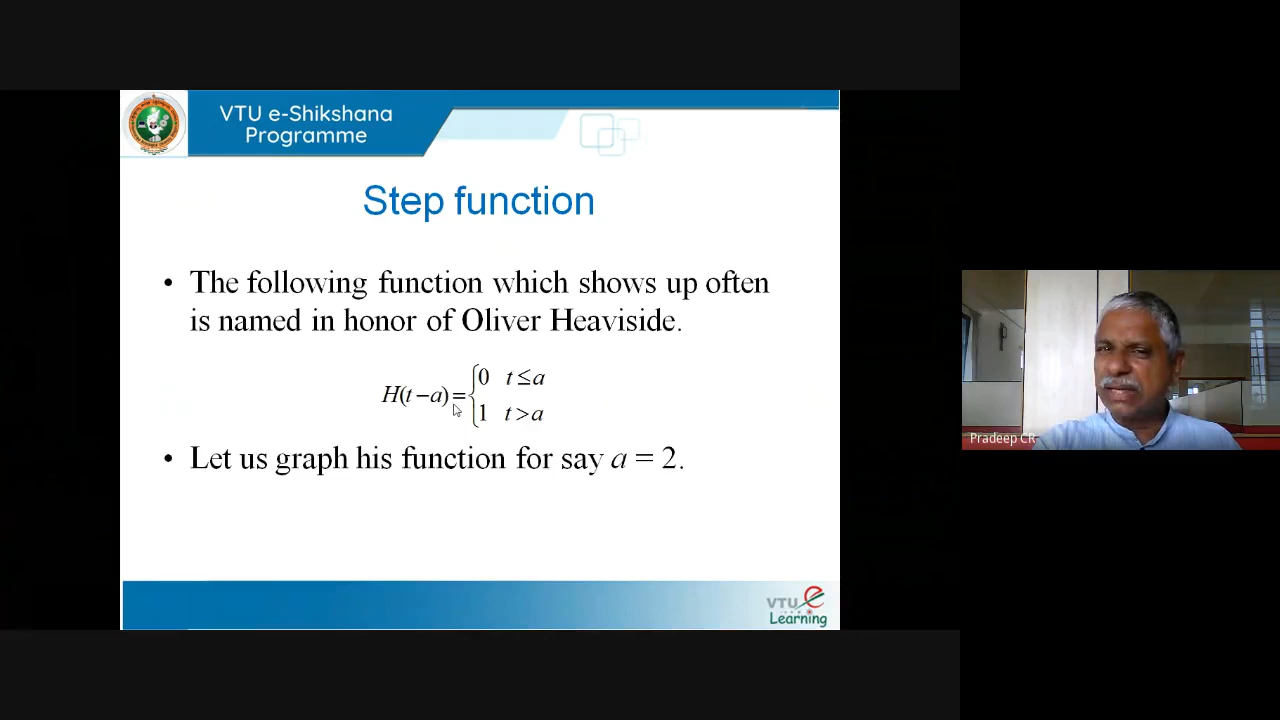 VTU e-Shikshana
Programme
Step function
• The following function which shows up often
is named in honor of Oliver Heaviside.
H(t − a) = { 0 t ≤ a
1 t > a
• Let us graph his function for say a = 2.
Pradeep CR
VTU e
Learning